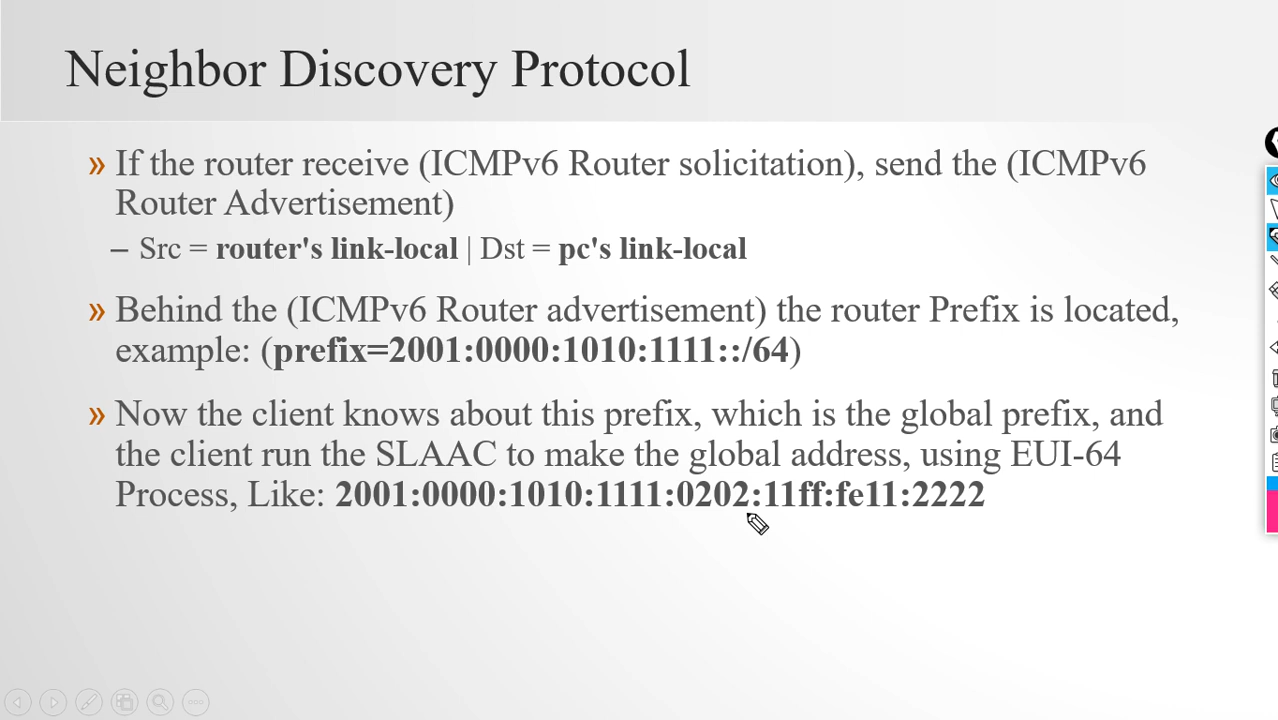 Neighbor Discovery Protocol
» If the router receive (ICMPv6 Router solicitation), send the (ICMPv6
Router Advertisement)
– Src = router's link-local | Dst = pc's link-local
» Behind the (ICMPv6 Router advertisement) the router Prefix is located,
example: (prefix=2001:0000:1010:1111::/64)
» Now the client knows about this prefix, which is the global prefix, and
the client run the SLAAC to make the global address, using EUI-64
Process, Like: 2001:0000:1010:1111:0202:11ff:fe11:2222